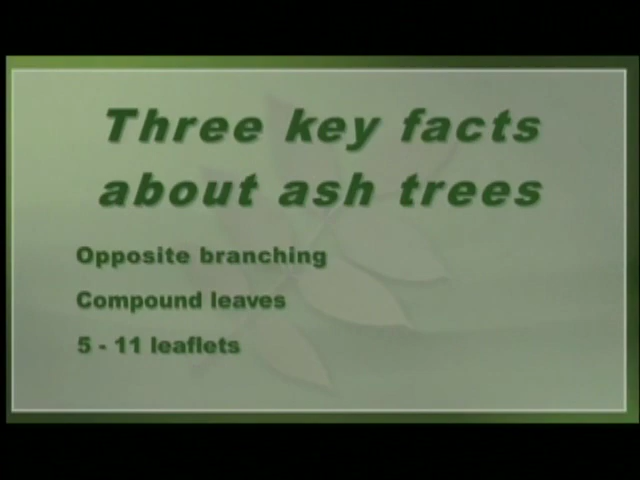 Three key facts
about ash trees
Opposite branching
Compound leaves
5 - 11 leaflets